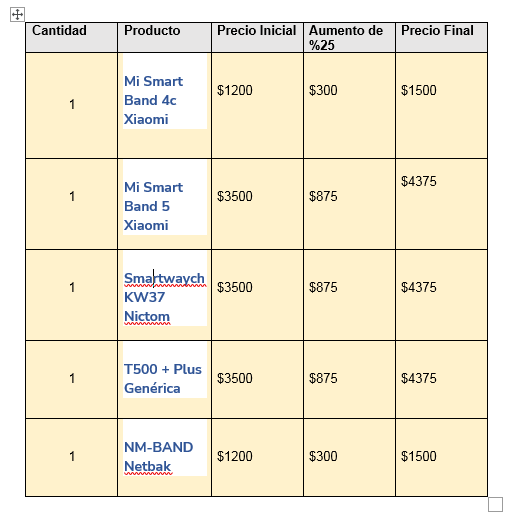 Cantidad Producto Precio Inicial Aumento de %25 Precio Final
1 Mi Smart Band 4c Xiaomi $1200 $300 $1500
1 Mi Smart Band 5 Xiaomi $3500 $875 $4375
1 Smartwaych KW37 Nictom $3500 $875 $4375
1 T500 + Plus Genérica $3500 $875 $4375
1 NM-BAND Netbak $1200 $300 $1500